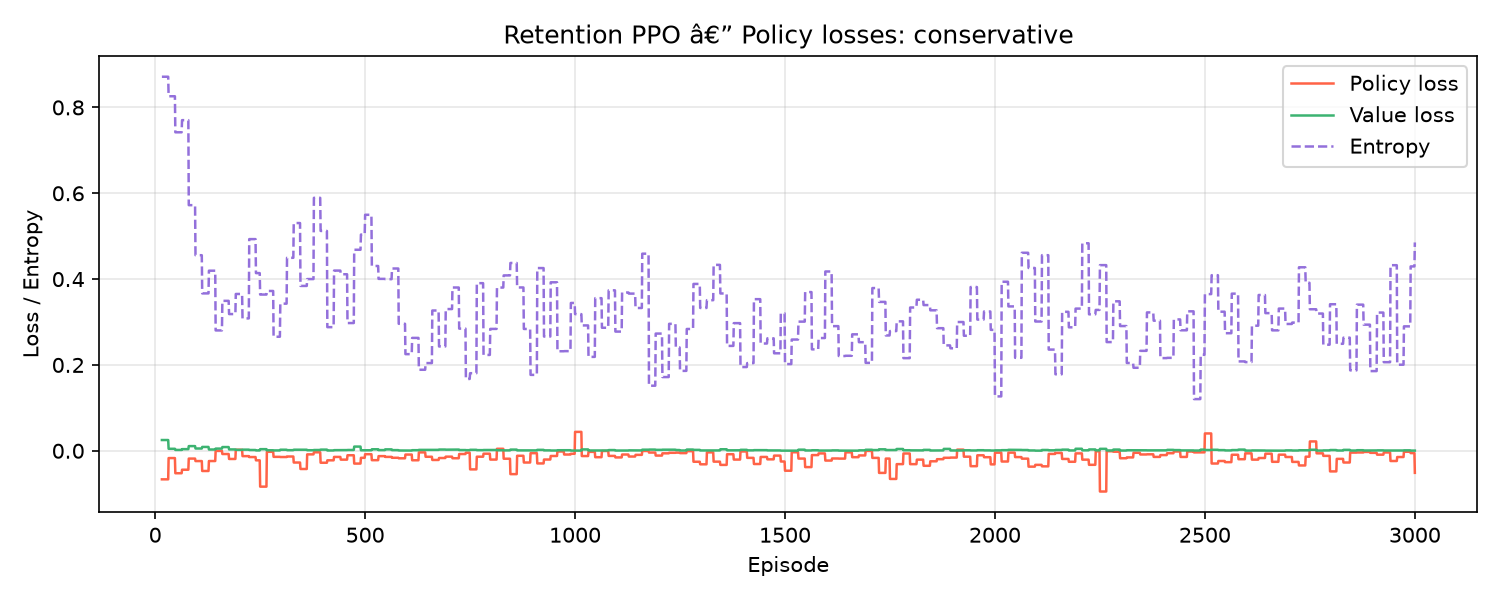 Retention PPO â€” Policy losses: conservative
Policy loss
Value loss
Entropy
Loss / Entropy
0.8
0.6
0.4
0.2
0.0
0
500
1000
1500
2000
2500
3000
Episode